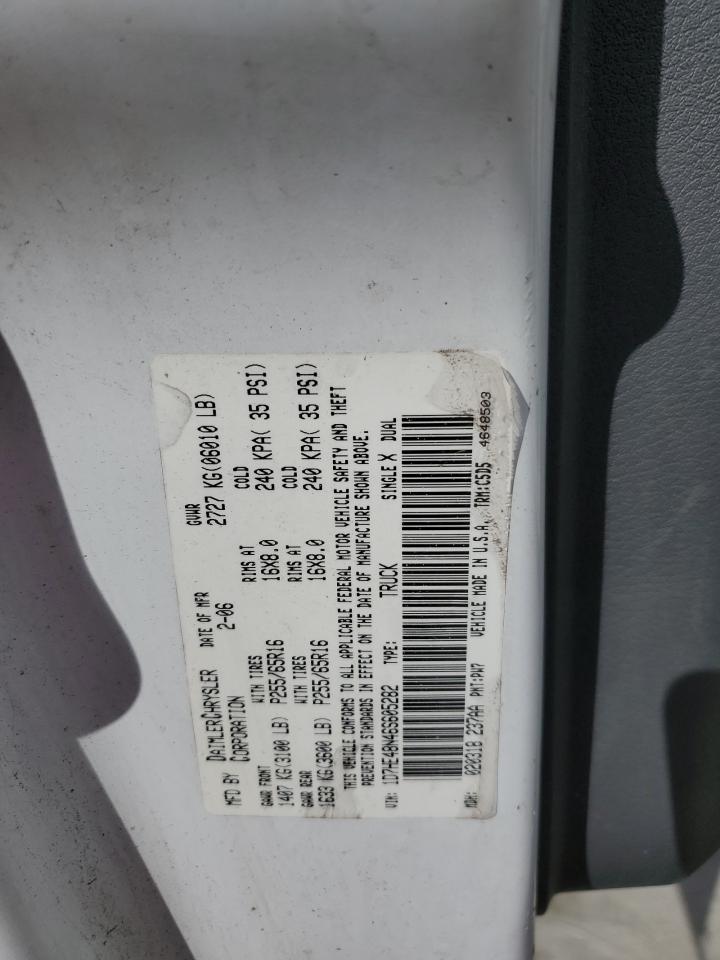 MFD BY DAIMLERCHRYSLER CORPORATION DATE OF MFR 2-06 GVWR 2727 KG(06010 LB)
GAWR FRONT WITH TIRES RIMS AT COLD
1407 KG(3100 LB) P255/65R16 16X8.0 240 KPA( 35 PSI)
GAWR REAR WITH TIRES RIMS AT COLD
1633 KG(3600 LB) P255/65R16 16X8.0 240 KPA( 35 PSI)
THIS VEHICLE CONFORMS TO ALL APPLICABLE FEDERAL MOTOR VEHICLE SAFETY AND THEFT
PREVENTION STANDARDS IN EFFECT ON THE DATE OF MANUFACTURE SHOWN ABOVE.
VIN: 1D7HE48N46S605282 TYPE: TRUCK SINGLE X DUAL
MDH: 020318 237AA PNT:PW7 VEHICLE MADE IN U.S.A. TRM:C5D5 4648503